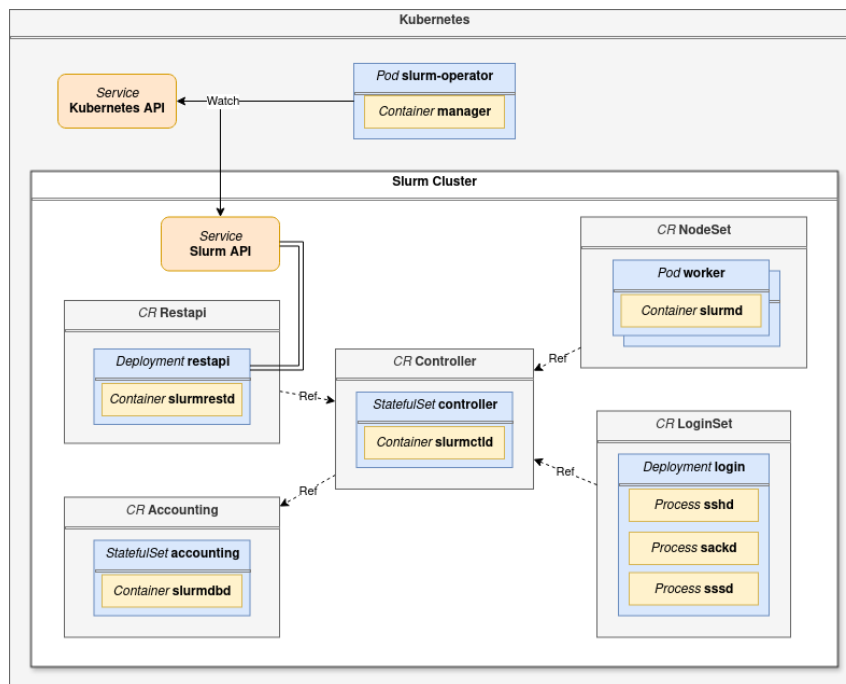 Kubernetes
Pod slurm-operator
Container manager
Service
Kubernetes API
Watch
Slurm Cluster
Service
Slurm API
CR NodeSet
Pod worker
Container slurmd
CR Restapi
Deployment restapi
Container slurmrestd
Ref
CR Controller
StatefulSet controller
Container slurmctld
Ref
CR LoginSet
Deployment login
Process sshd
Process sackd
Process sssd
Ref
Ref
CR Accounting
StatefulSet accounting
Container slurmdbd